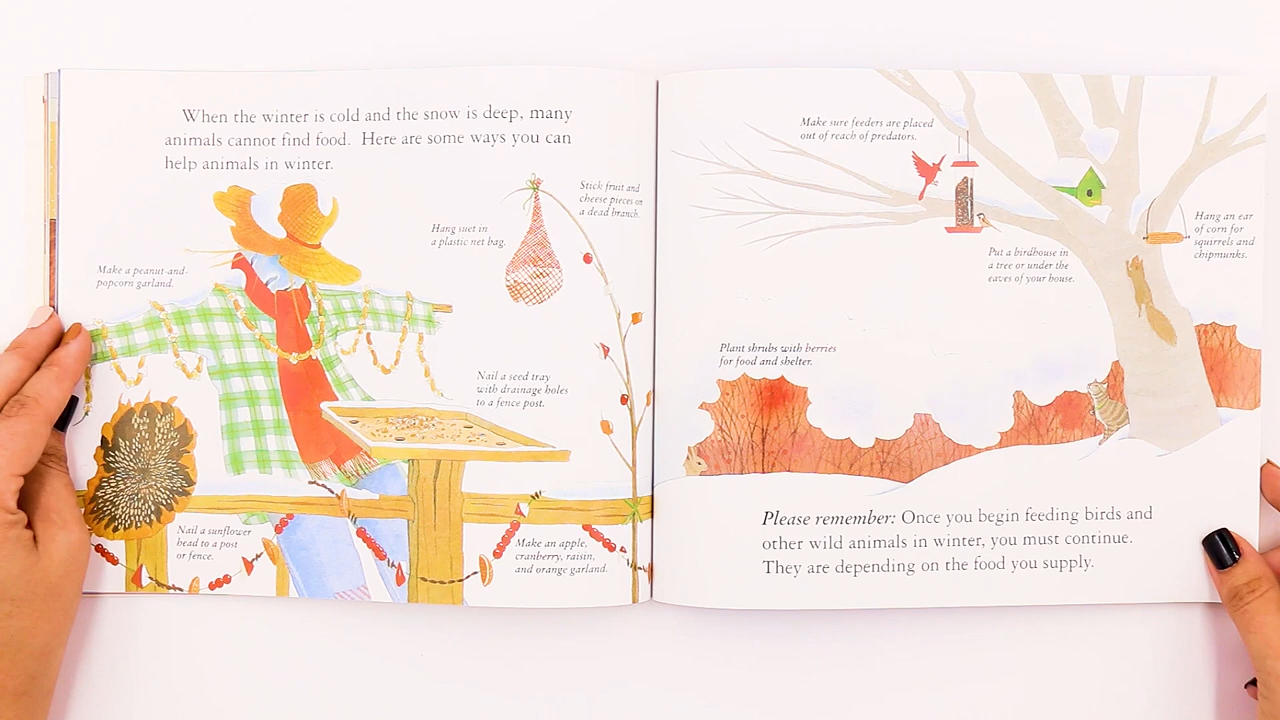 When the winter is cold and the snow is deep, many
animals cannot find food. Here are some ways you can
help animals in winter.
Stick fruit and
cheese pieces on
a dead branch.
Hang suet in
a plastic net bag.
Make a peanut-and-
popcorn garland.
Nail a seed tray
with drainage holes
to a fence post.
Nail a sunflower
head to a post
or fence.
Make an apple,
cranberry, raisin,
and orange garland.
Make sure feeders are placed
out of reach of predators.
Hang an ear
of corn for
squirrels and
chipmunks.
Put a birdhouse in
a tree or under the
eaves of your house.
Plant shrubs with berries
for food and shelter.
Please remember: Once you begin feeding birds and
other wild animals in winter, you must continue.
They are depending on the food you supply.